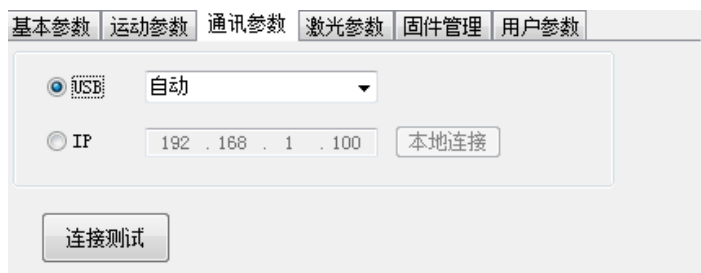 基本参数 运动参数 通讯参数 激光参数 固件管理 用户参数
USB 自动
IP 192 . 168 . 1 . 100 本地连接
连接测试